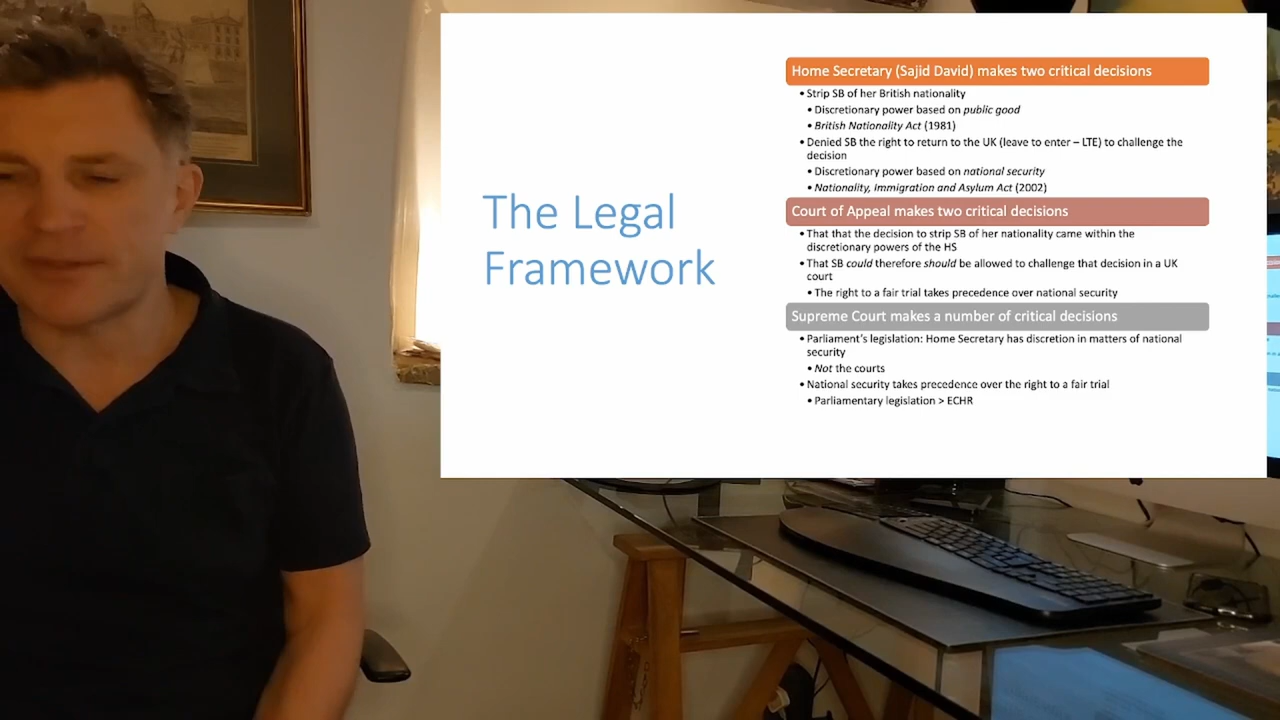 The Legal
Framework
Home Secretary (Sajid David) makes two critical decisions
• Strip SB of her British nationality
• Discretionary power based on public good
• British Nationality Act (1981)
• Denied SB the right to return to the UK (leave to enter – LTE) to challenge the
decision
• Discretionary power based on national security
• Nationality, Immigration and Asylum Act (2002)
Court of Appeal makes two critical decisions
• That that the decision to strip SB of her nationality came within the
discretionary powers of the HS
• That SB could therefore should be allowed to challenge that decision in a UK
court
• The right to a fair trial takes precedence over national security
Supreme Court makes a number of critical decisions
• Parliament's legislation: Home Secretary has discretion in matters of national
security
• Not the courts
• National security takes precedence over the right to a fair trial
• Parliamentary legislation > ECHR